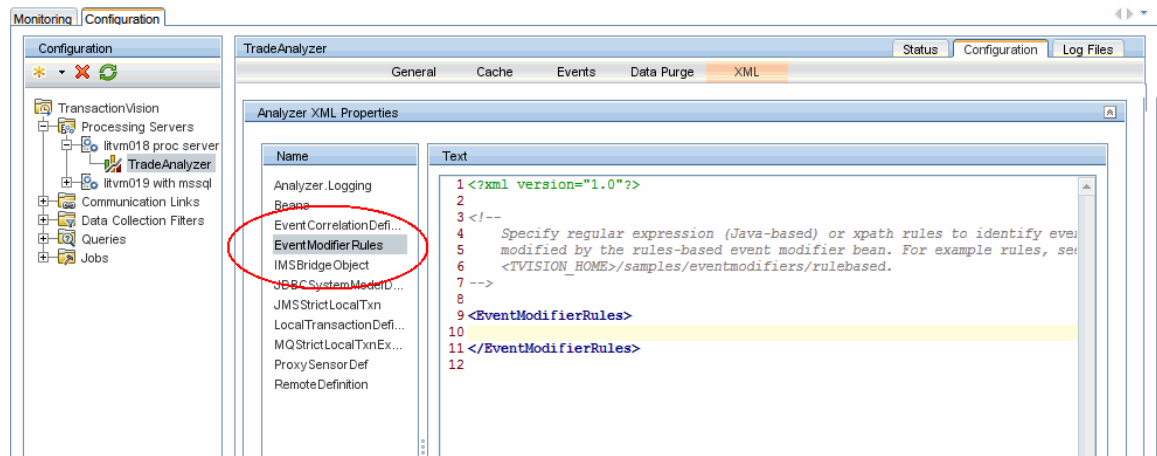 Monitoring Configuration
Configuration
TransactionVision
Processing Servers
litvm018 proc server
TradeAnalyzer
litvm019 with mssql
Communication Links
Data Collection Filters
Queries
Jobs
TradeAnalyzer
Status Configuration Log Files
General Cache Events Data Purge XML
Analyzer XML Properties
Name
Analyzer.Logging
Beans
EventCorrelationDefi...
EventModifierRules
IMSBridgeObject
JDBCSystemModelD...
JMSStrictLocalTxn
LocalTransactionDefi...
MQStrictLocalTxnEx...
ProxySensorDef
RemoteDefinition
Text
1 <?xml version="1.0"?>
2
3 <!--
4 Specify regular expression (Java-based) or xpath rules to identify ever
5 modified by the rules-based event modifier bean. For example rules, see
6 <TVISION_HOME>/samples/eventmodifiers/rulebased.
7 -->
8
9 <EventModifierRules>
10
11 </EventModifierRules>
12